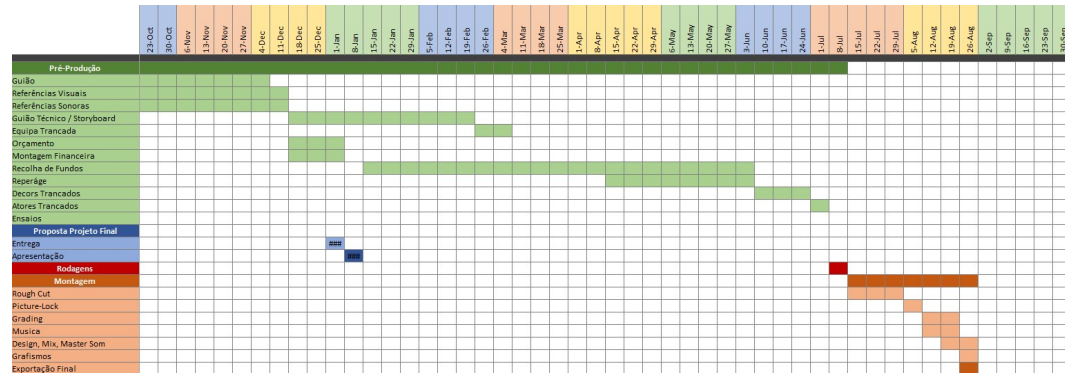 23-Oct 30-Oct 6-Nov 13-Nov 20-Nov 27-Nov 4-Dec 11-Dec 18-Dec 25-Dec 1-Jan 8-Jan 15-Jan 22-Jan 29-Jan 5-Feb 12-Feb 19-Feb 26-Feb 4-Mar 11-Mar 18-Mar 25-Mar 1-Apr 8-Apr 15-Apr 22-Apr 29-Apr 6-May 13-May 20-May 27-May 3-Jun 10-Jun 17-Jun 24-Jun 1-Jul 8-Jul 15-Jul 22-Jul 29-Jul 5-Aug 12-Aug 19-Aug 26-Aug 2-Sep 9-Sep 16-Sep 23-Sep 30-Sep
Pré-Produção
Guião
Referências Visuais
Referências Sonoras
Guião Técnico / Storyboard
Equipa Trancada
Orçamento
Montagem Financeira
Recolha de Fundos
Reperáge
Decors Trancados
Atores Trancados
Ensaios
Proposta Projeto Final
Entrega ###
Apresentação ###
Rodagens
Montagem
Rough Cut
Picture-Lock
Grading
Musica
Design, Mix, Master Som
Grafismos
Exportação Final